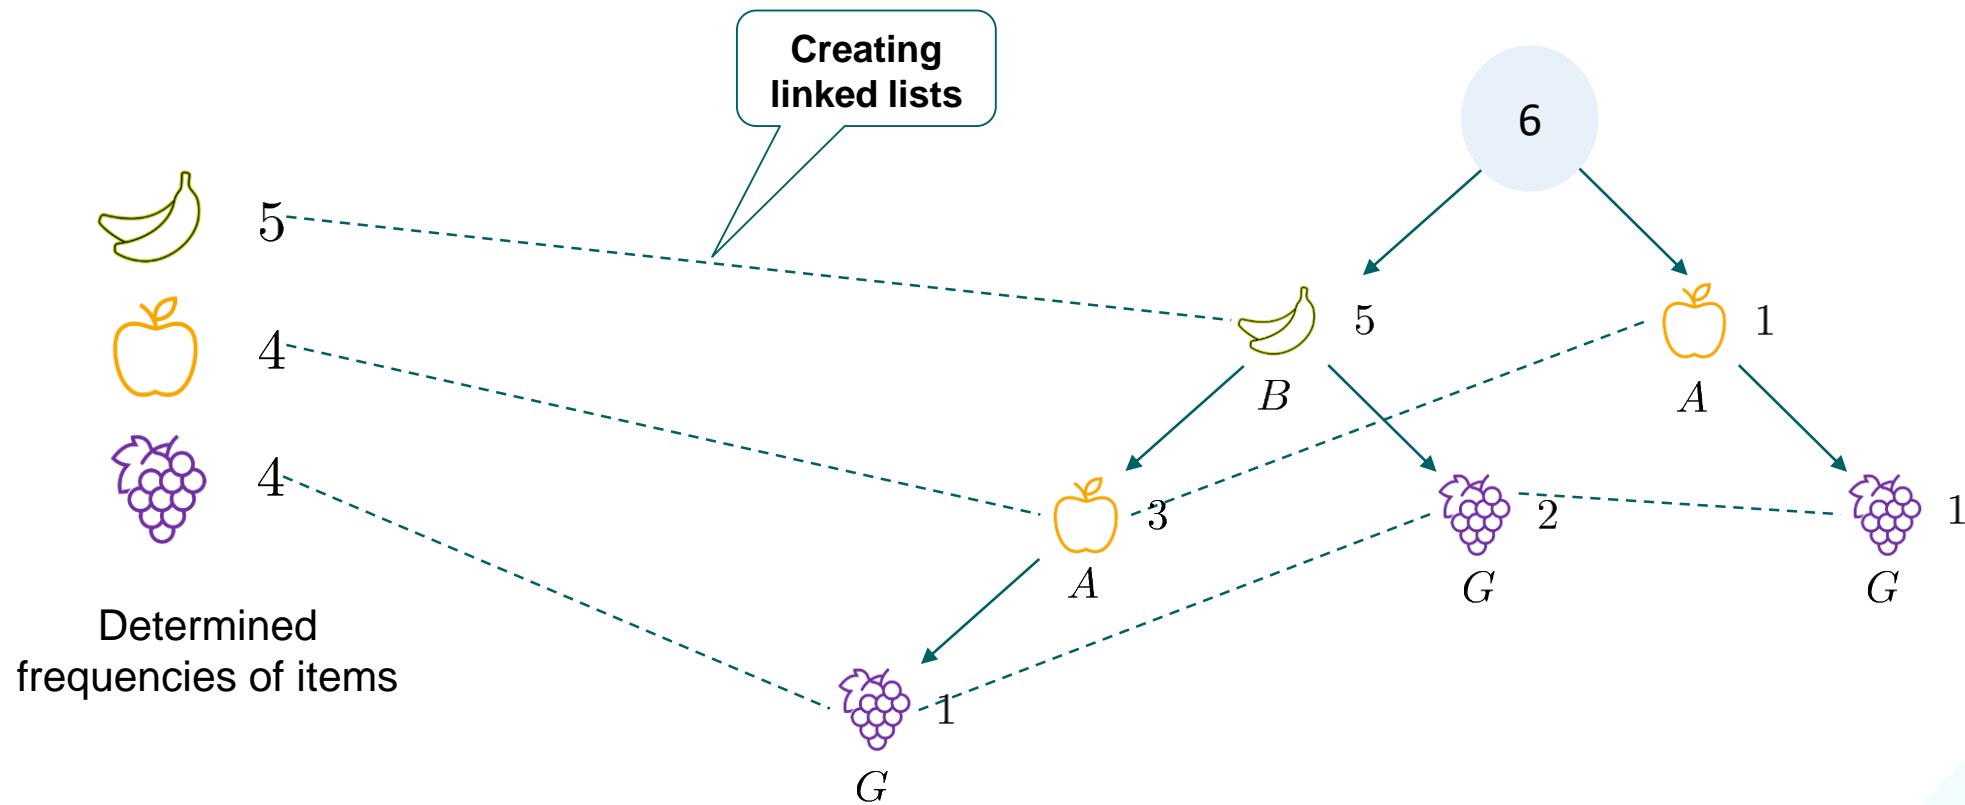 Creating
linked lists
6
5
4
4
Determined
frequencies of items
5
B
1
A
3
A
2
G
1
G
1
G